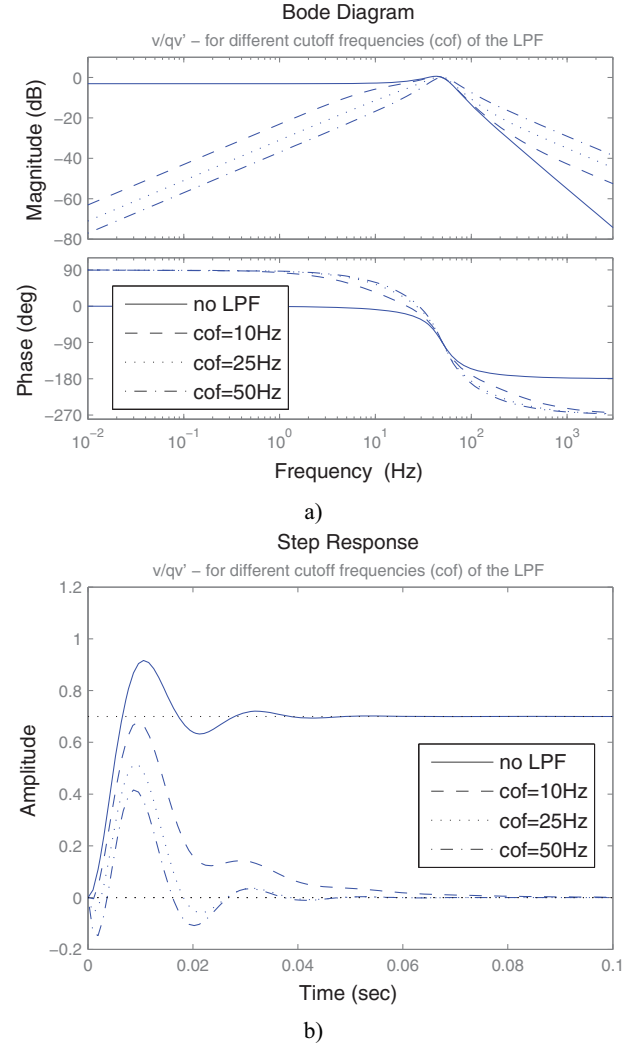 Bode Diagram
v/qv' – for different cutoff frequencies (cof) of the LPF
Magnitude (dB)
0
−20
−40
−60
−80
Phase (deg)
90
0
−90
−180
−270
no LPF
cof=10Hz
cof=25Hz
cof=50Hz
10^−2
10^−1
10^0
10^1
10^2
10^3
Frequency (Hz)
a)
Step Response
v/qv' – for different cutoff frequencies (cof) of the LPF
Amplitude
1.2
1
0.8
0.6
0.4
0.2
0
−0.2
no LPF
cof=10Hz
cof=25Hz
cof=50Hz
0
0.02
0.04
0.06
0.08
0.1
Time (sec)
b)